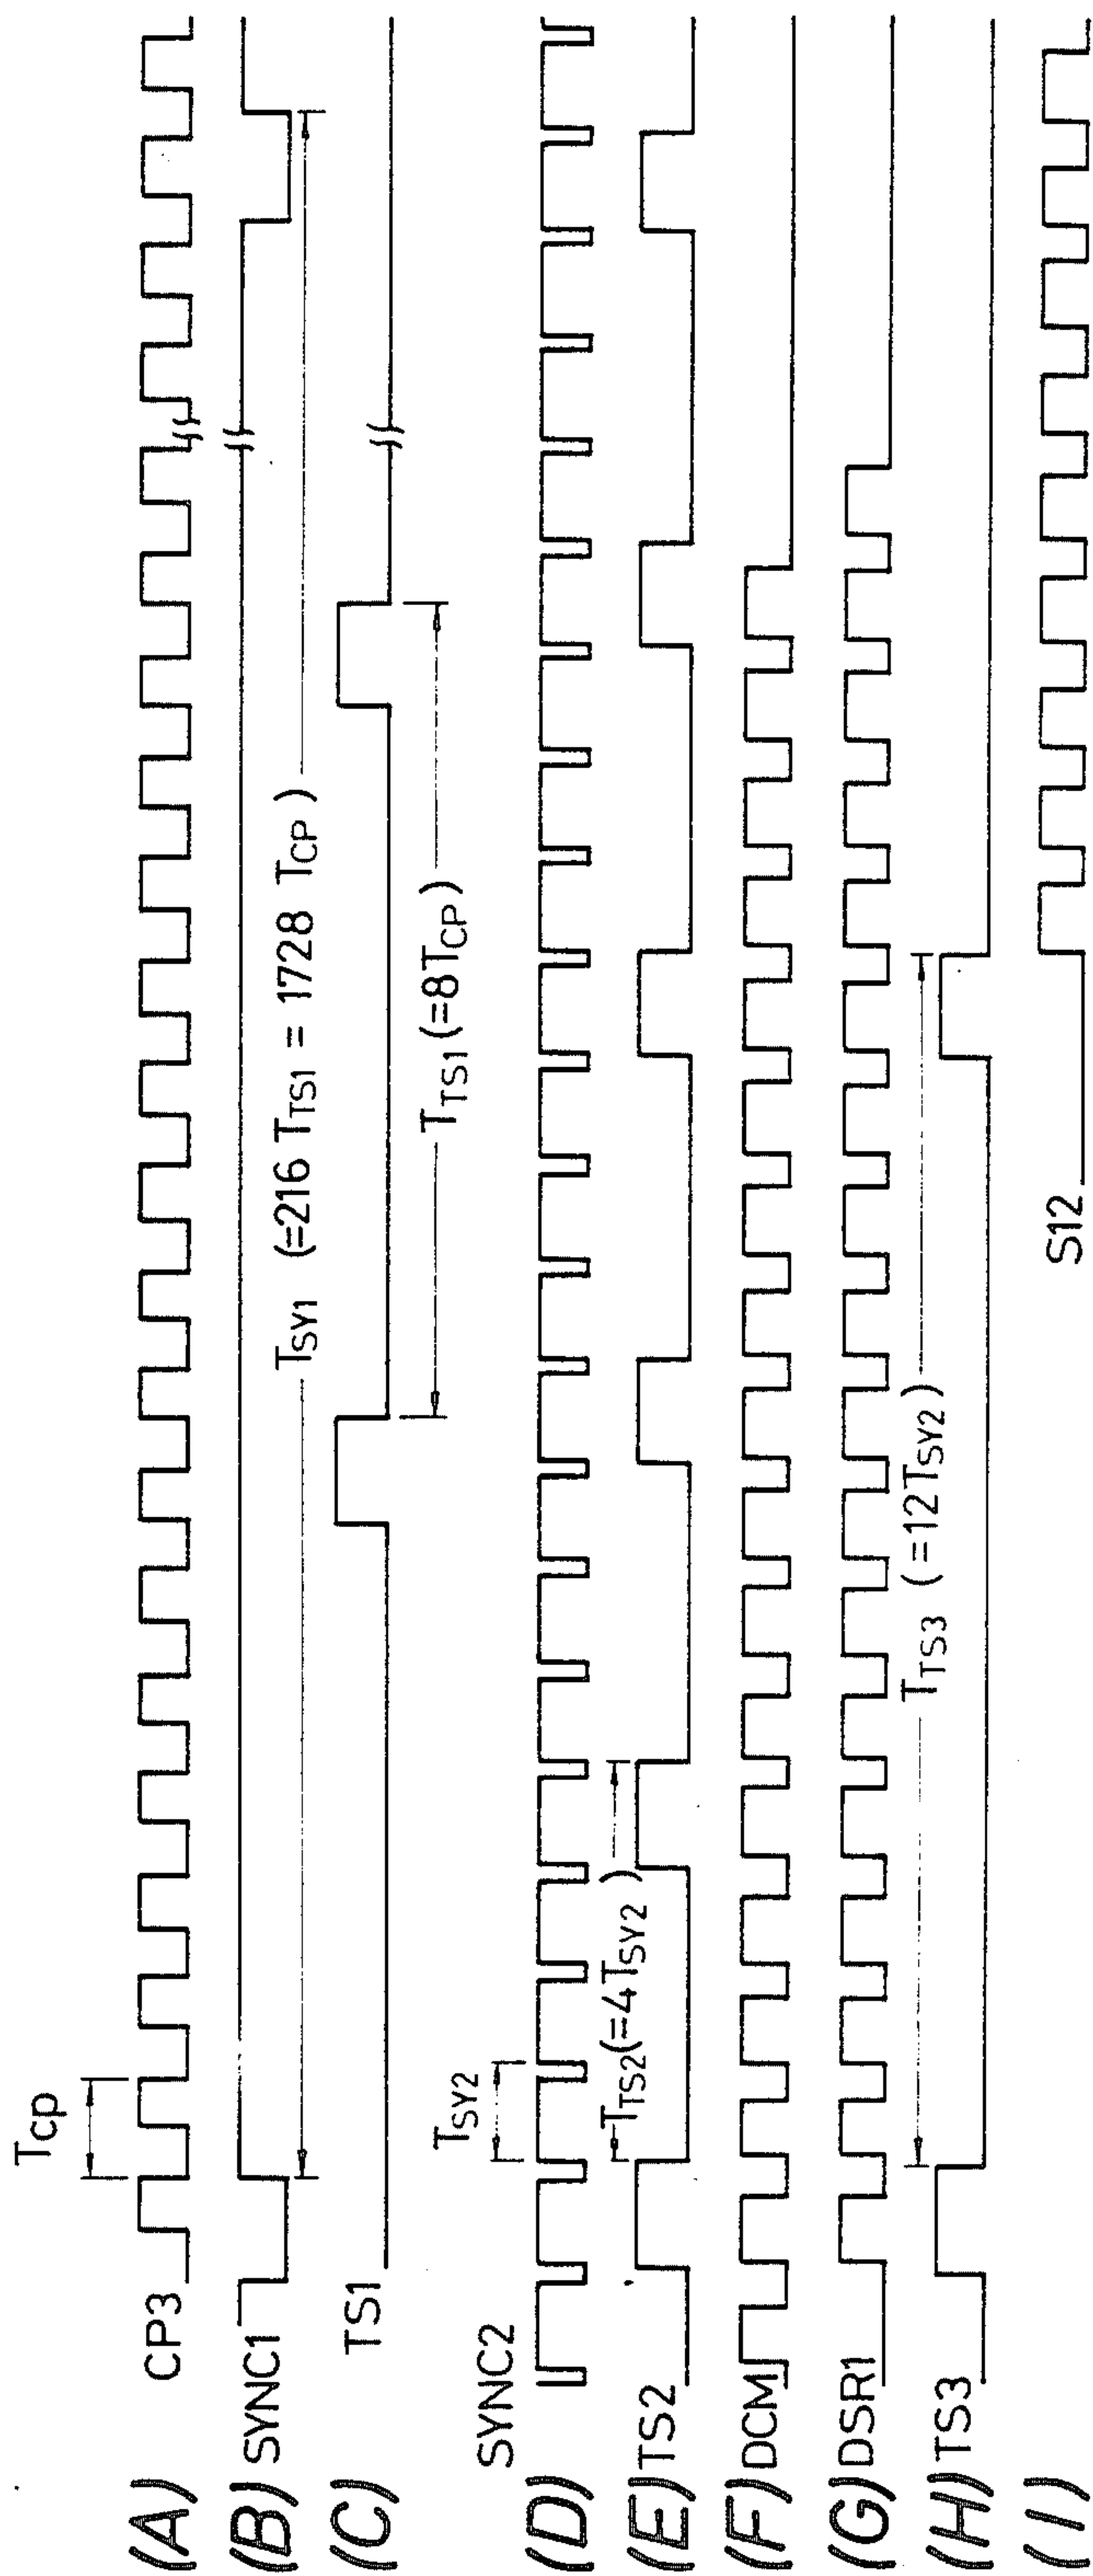 Tcp
(A) CP3
(B) SYNC1
TSY1 (=216 TTS1 = 1728 TCP)
(C) TS1
TTS1 (=8TCP)
(D) SYNC2
TSY2
(E) TS2
TTS2 (=4TSY2)
(F) DCM
(G) DSR1
(H) TS3
TTS3 (=12TSY2)
(I) S12